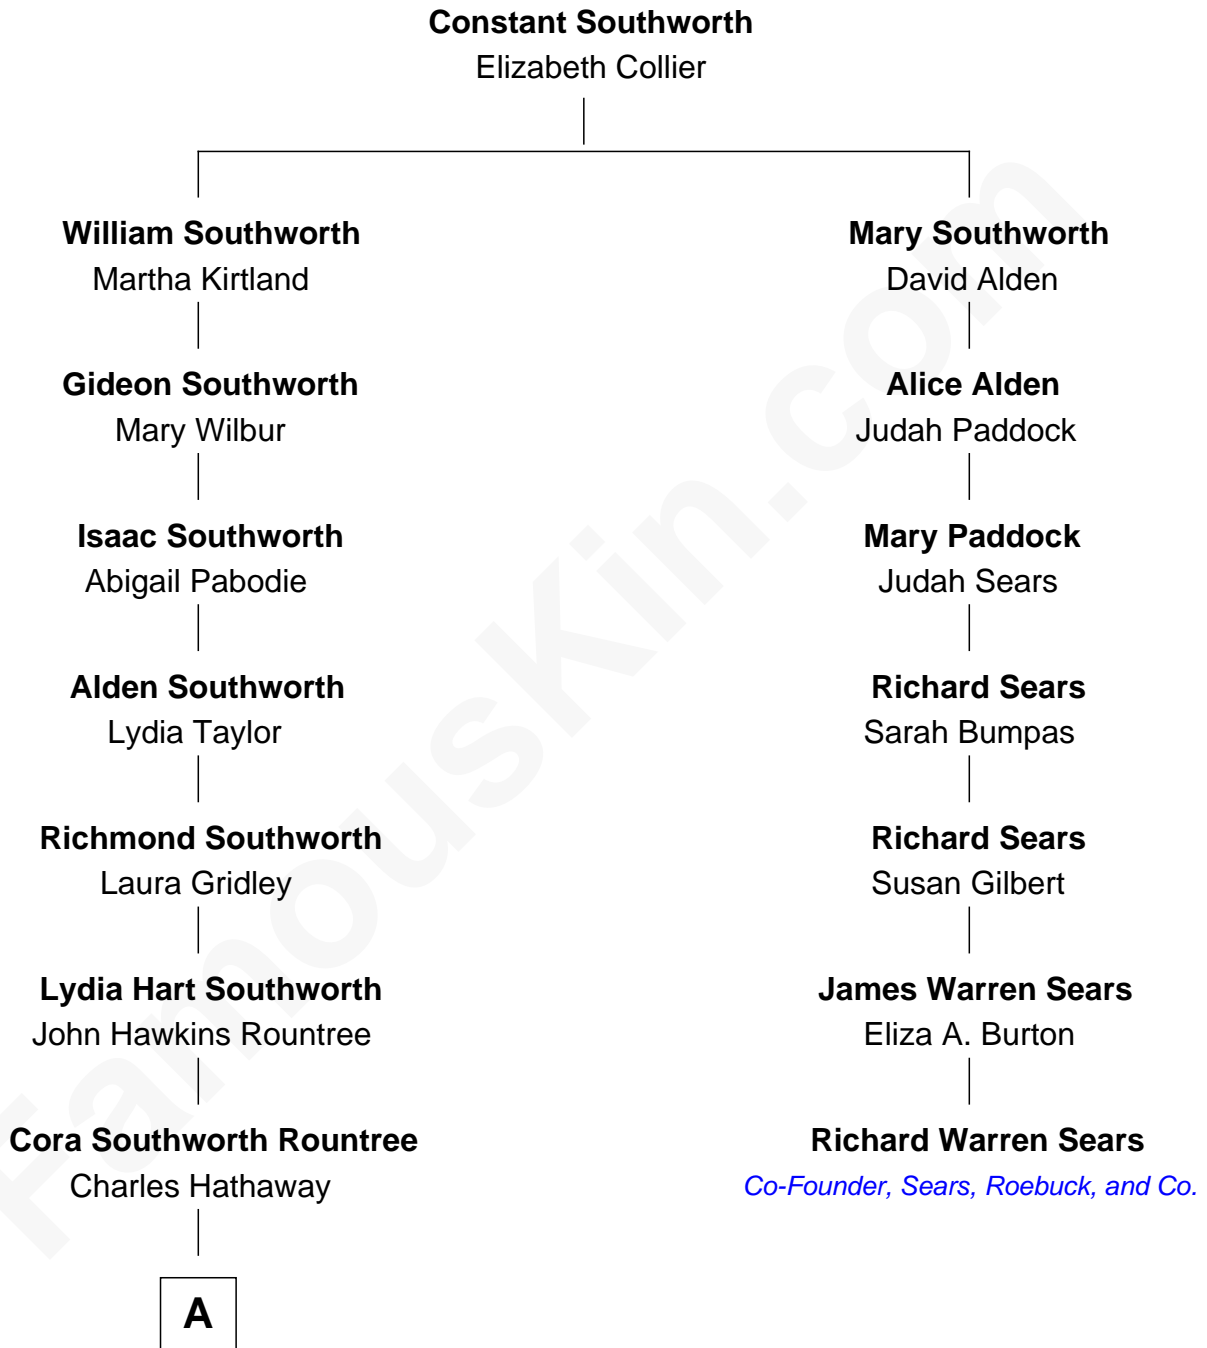 Constant Southworth
Elizabeth Collier
William Southworth
Martha Kirtland
Mary Southworth
David Alden
Gideon Southworth
Mary Wilbur
Alice Alden
Judah Paddock
Isaac Southworth
Abigail Pabodie
Mary Paddock
Judah Sears
Alden Southworth
Lydia Taylor
Richard Sears
Sarah Bumpas
Richmond Southworth
Laura Gridley
Richard Sears
Susan Gilbert
Lydia Hart Southworth
John Hawkins Rountree
James Warren Sears
Eliza A. Burton
Cora Southworth Rountree
Charles Hathaway
Richard Warren Sears
Co-Founder, Sears, Roebuck, and Co.
A
FamousKin.com